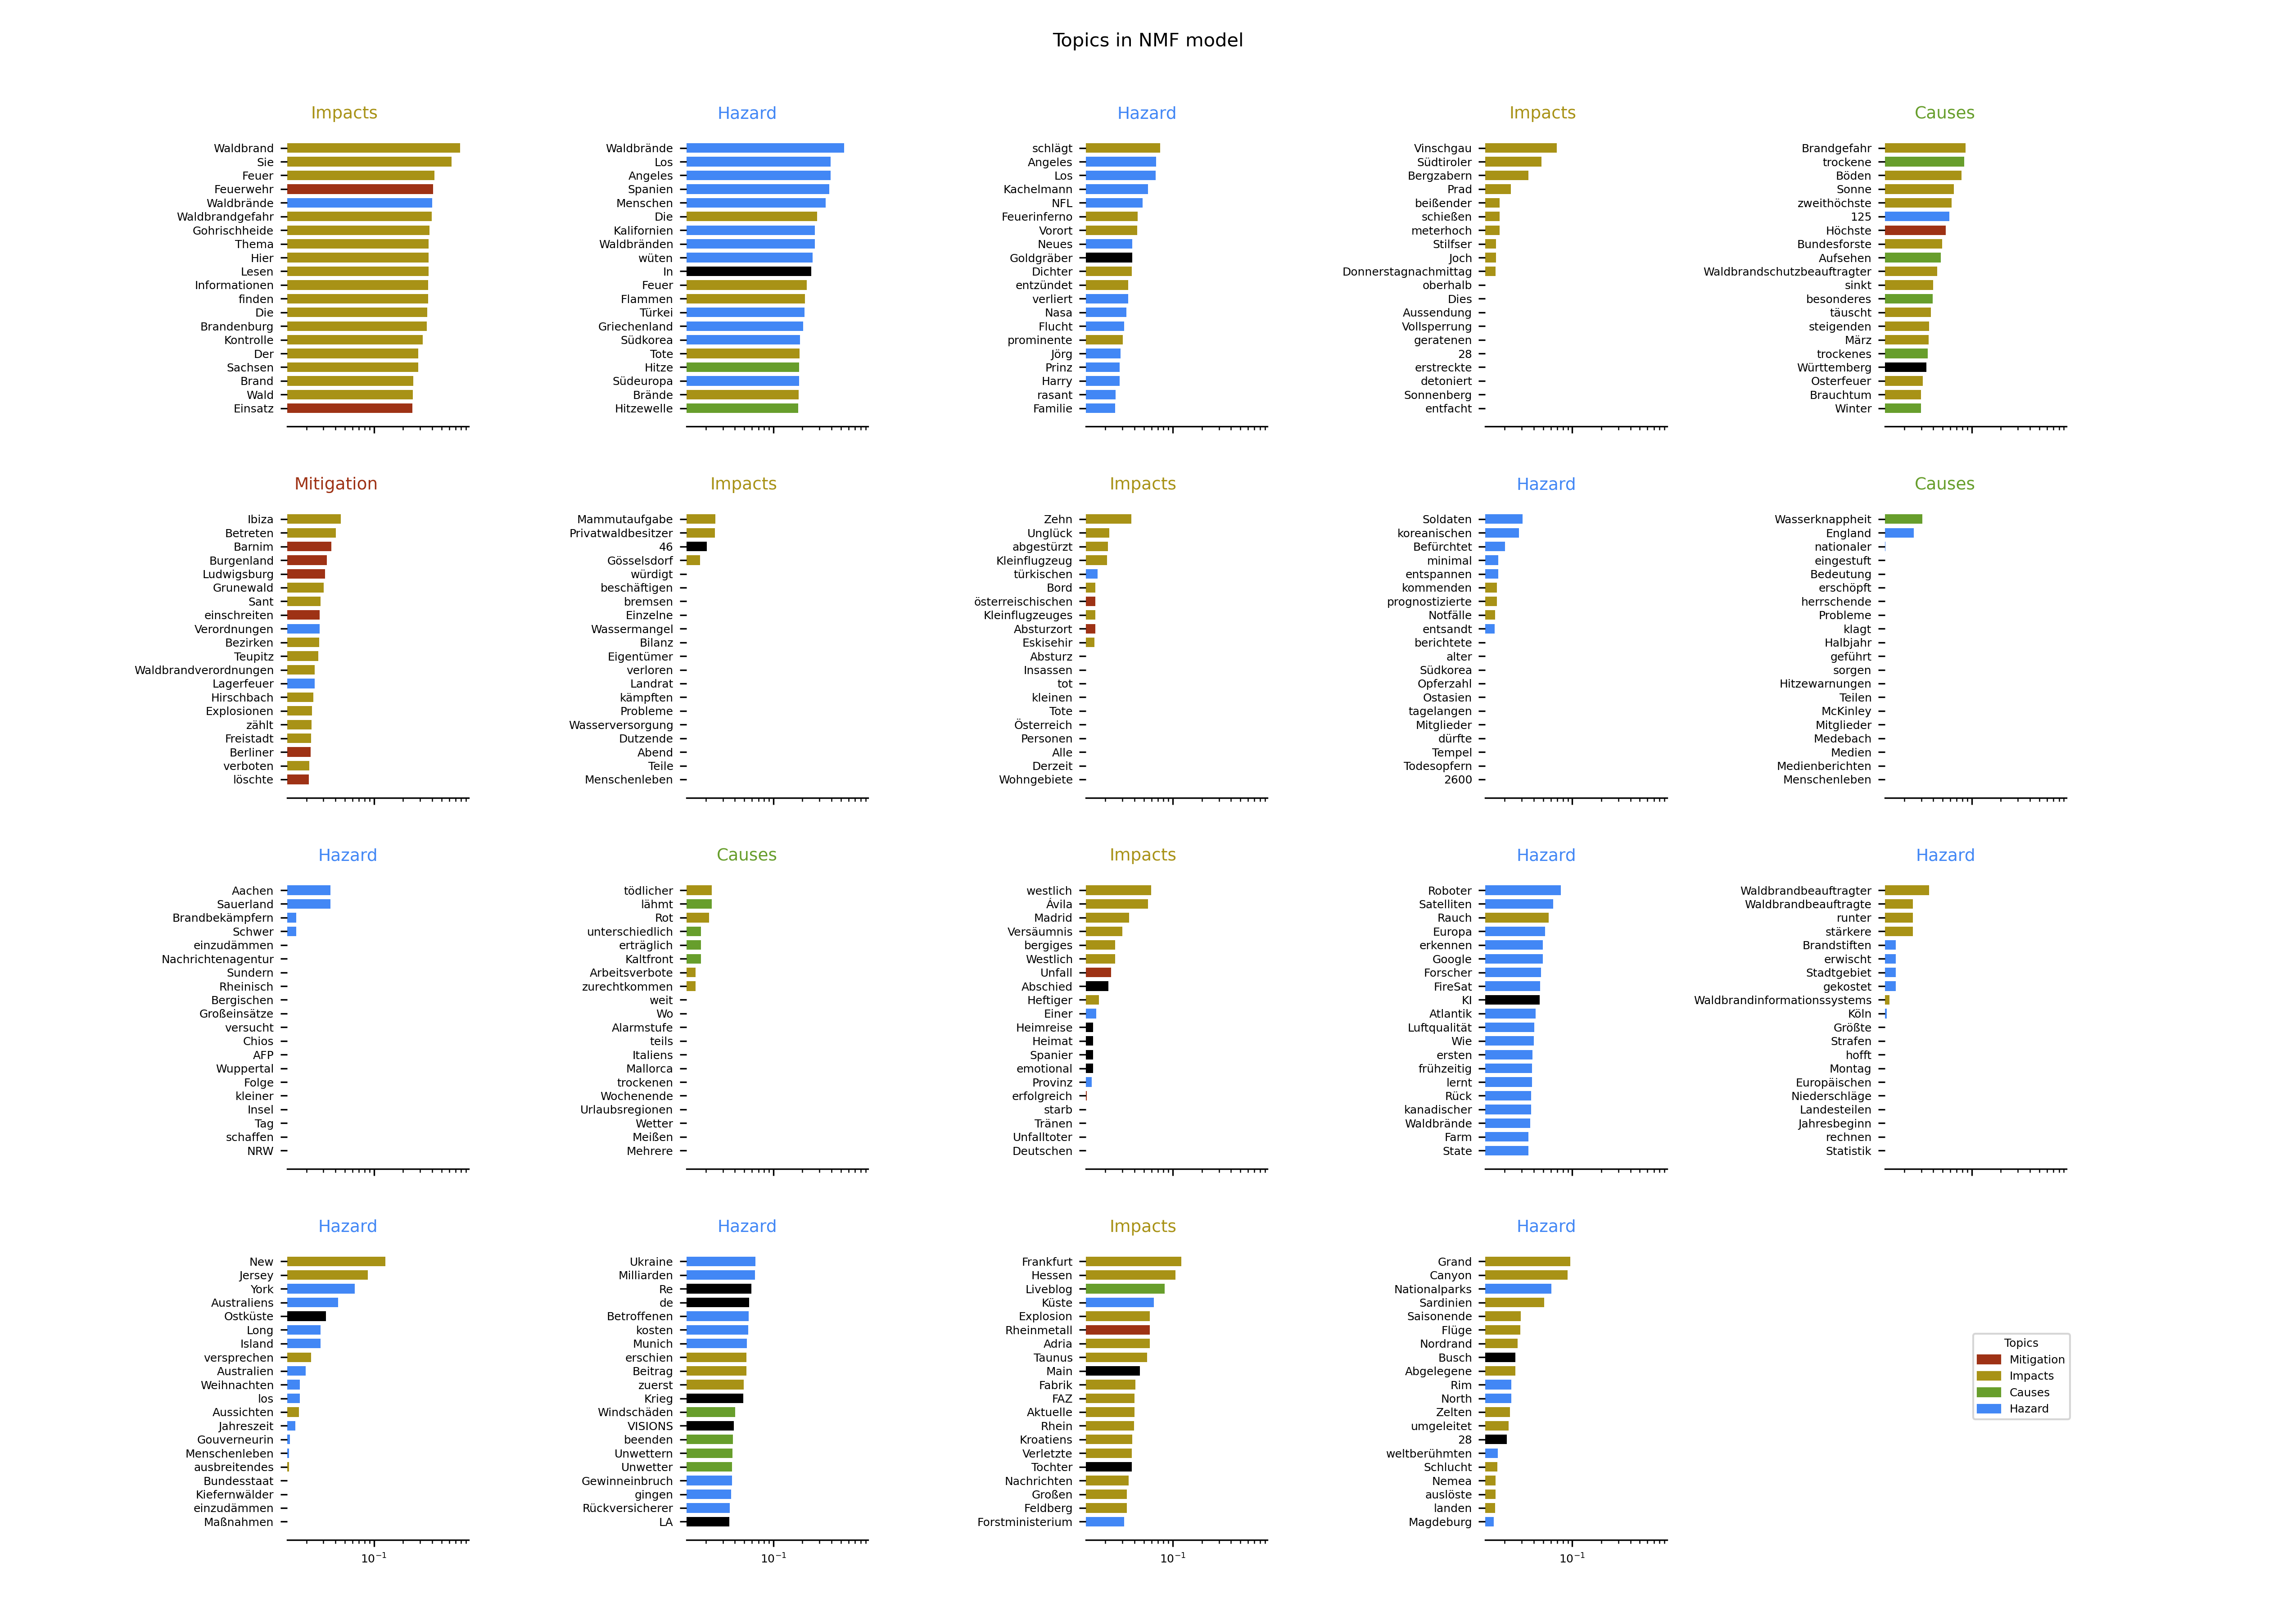 Topics in NMF model
Impacts
Waldbrand
Sie
Feuer
Feuerwehr
Waldbrände
Waldbrandgefahr
Gohrischheide
Thema
Hier
Lesen
Informationen
finden
Die
Brandenburg
Kontrolle
Der
Sachsen
Brand
Wald
Einsatz
Hazard
Waldbrände
Los
Angeles
Spanien
Menschen
Die
Kalifornien
Waldbränden
wüten
In
Feuer
Flammen
Türkei
Griechenland
Südkorea
Tote
Hitze
Südeuropa
Brände
Hitzewelle
Hazard
schlägt
Angeles
Los
Kachelmann
NFL
Feuerinferno
Vorort
Neues
Goldgräber
Dichter
entzündet
verliert
Nasa
Flucht
prominente
Jörg
Prinz
Harry
rasant
Familie
Impacts
Vinschgau
Südtiroler
Bergzabern
Prad
beißender
schießen
meterhoch
Stilfser
Joch
Donnerstagnachmittag
oberhalb
Dies
Aussendung
Vollsperrung
geratenen
28
erstreckte
detoniert
Sonnenberg
entfacht
Causes
Brandgefahr
trockene
Böden
Sonne
zweithöchste
125
Höchste
Bundesforste
Aufsehen
Waldbrandschutzbeauftragter
sinkt
besonderes
täuscht
steigenden
März
trockenes
Württemberg
Osterfeuer
Brauchtum
Winter
Mitigation
Ibiza
Betreten
Barnim
Burgenland
Ludwigsburg
Grunewald
Sant
einschreiten
Verordnungen
Bezirken
Teupitz
Waldbrandverordnungen
Lagerfeuer
Hirschbach
Explosionen
zählt
Freistadt
Berliner
verboten
löschte
Impacts
Mammutaufgabe
Privatwaldbesitzer
46
Gösselsdorf
würdigt
beschäftigen
bremsen
Einzelne
Wassermangel
Bilanz
Eigentümer
verloren
Landrat
kämpften
Probleme
Wasserversorgung
Dutzende
Abend
Teile
Menschenleben
Impacts
Zehn
Unglück
abgestürzt
Kleinflugzeug
türkischen
Bord
österreischischen
Kleinflugzeuges
Absturzort
Eskisehir
Absturz
Insassen
tot
kleinen
Tote
Österreich
Personen
Alle
Derzeit
Wohngebiete
Hazard
Soldaten
koreanischen
Befürchtet
minimal
entspannen
kommenden
prognostizierte
Notfälle
entsandt
berichtete
alter
Südkorea
Opferzahl
Ostasien
tagelangen
Mitglieder
dürfte
Tempel
Todesopfern
2600
Causes
Wasserknappheit
England
nationaler
eingestuft
Bedeutung
erschöpft
herrschende
Probleme
klagt
Halbjahr
geführt
sorgen
Hitzewarnungen
Teilen
McKinley
Mitglieder
Medebach
Medien
Medienberichten
Menschenleben
Hazard
Aachen
Sauerland
Brandbekämpfern
Schwer
einzudämmen
Nachrichtenagentur
Sundern
Rheinisch
Bergischen
Großeinsätze
versucht
Chios
AFP
Wuppertal
Folge
kleiner
Insel
Tag
schaffen
NRW
Causes
tödlicher
lähmt
Rot
unterschiedlich
erträglich
Kaltfront
Arbeitsverbote
zurechtkommen
weit
Wo
Alarmstufe
teils
Italiens
Mallorca
trockenen
Wochenende
Urlaubsregionen
Wetter
Meißen
Mehrere
Impacts
westlich
Ávila
Madrid
Versäumnis
bergiges
Westlich
Unfall
Abschied
Heftiger
Einer
Heimreise
Heimat
Spanier
emotional
Provinz
erfolgreich
starb
Tränen
Unfalltoter
Deutschen
Hazard
Roboter
Satelliten
Rauch
Europa
erkennen
Google
Forscher
FireSat
KI
Atlantik
Luftqualität
Wie
ersten
frühzeitig
lernt
Rück
kanadischer
Waldbrände
Farm
State
Hazard
Waldbrandbeauftragter
Waldbrandbeauftragte
runter
stärkere
Brandstiften
erwischt
Stadtgebiet
gekostet
Waldbrandinformationssystems
Köln
Größte
Strafen
hofft
Montag
Europäischen
Niederschläge
Landesteilen
Jahresbeginn
rechnen
Statistik
Hazard
New
Jersey
York
Australiens
Ostküste
Long
Island
versprechen
Australien
Weihnachten
los
Aussichten
Jahreszeit
Gouverneurin
Menschenleben
ausbreitendes
Bundesstaat
Kiefernwälder
einzudämmen
Maßnahmen
10⁻¹
Hazard
Ukraine
Milliarden
Re
de
Betroffenen
kosten
Munich
erschien
Beitrag
zuerst
Krieg
Windschäden
VISIONS
beenden
Unwettern
Unwetter
Gewinneinbruch
gingen
Rückversicherer
LA
10⁻¹
Impacts
Frankfurt
Hessen
Liveblog
Küste
Explosion
Rheinmetall
Adria
Taunus
Main
Fabrik
FAZ
Aktuelle
Rhein
Kroatiens
Verletzte
Tochter
Nachrichten
Großen
Feldberg
Forstministerium
10⁻¹
Hazard
Grand
Canyon
Nationalparks
Sardinien
Saisonende
Flüge
Nordrand
Busch
Abgelegene
Rim
North
Zelten
umgeleitet
28
weltberühmten
Schlucht
Nemea
auslöste
landen
Magdeburg
10⁻¹
Topics
Mitigation
Impacts
Causes
Hazard